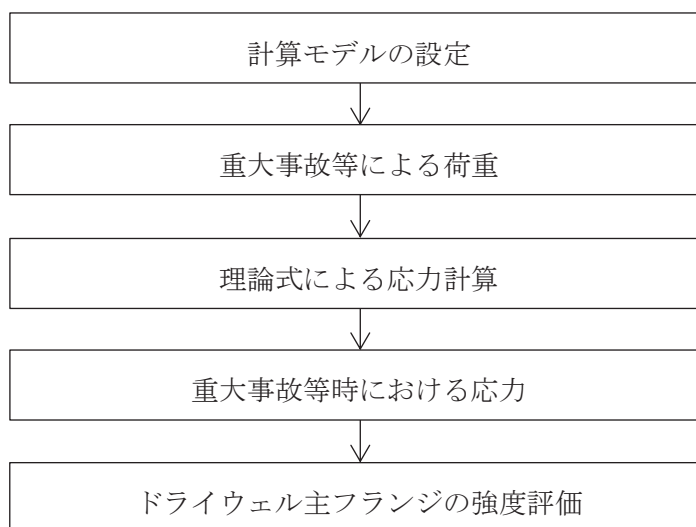 計算モデルの設定
重大事故等による荷重
理論式による応力計算
重大事故等時における応力
ドライウェル主フランジの強度評価